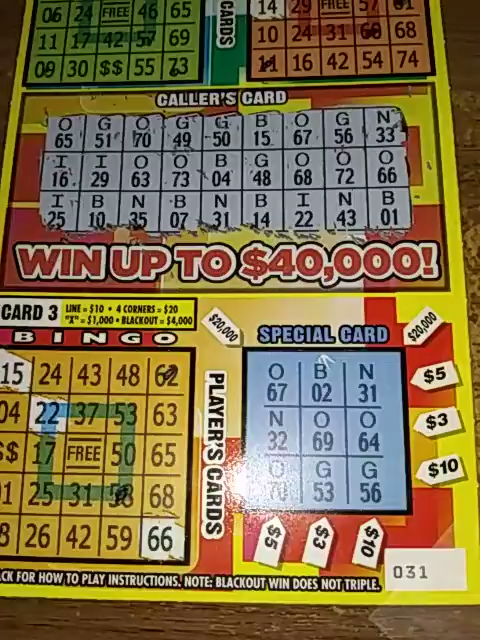 06 24 FREE 46 65
11 17 42 57 69
09 30 $$ 55 73
CARDS
14 29 FREE 57 61
10 24 31 60 68
11 16 42 54 74
CALLER'S CARD
O G O G G B O G N
65 51 70 49 50 15 67 56 33
I I O O B G O O O
16 29 63 73 04 48 68 72 66
I B N B N B I N B
25 10 35 07 31 14 22 43 01
WIN UP TO $40,000!
CARD 3
LINE = $10 • 4 CORNERS = $20
"X" = $1,000 • BLACKOUT = $4,000
BINGO
15 24 43 48 62
04 22 37 53 63
$$ 17 FREE 50 65
1 25 31 58 68
8 26 42 59 66
PLAYER'S CARDS
$20,000
SPECIAL CARD
$20,000
O B N
67 02 31
N O O
32 69 64
O G G
70 53 56
$5
$3
$10
$5
$3
$10
CK FOR HOW TO PLAY INSTRUCTIONS. NOTE: BLACKOUT WIN DOES NOT TRIPLE.
031